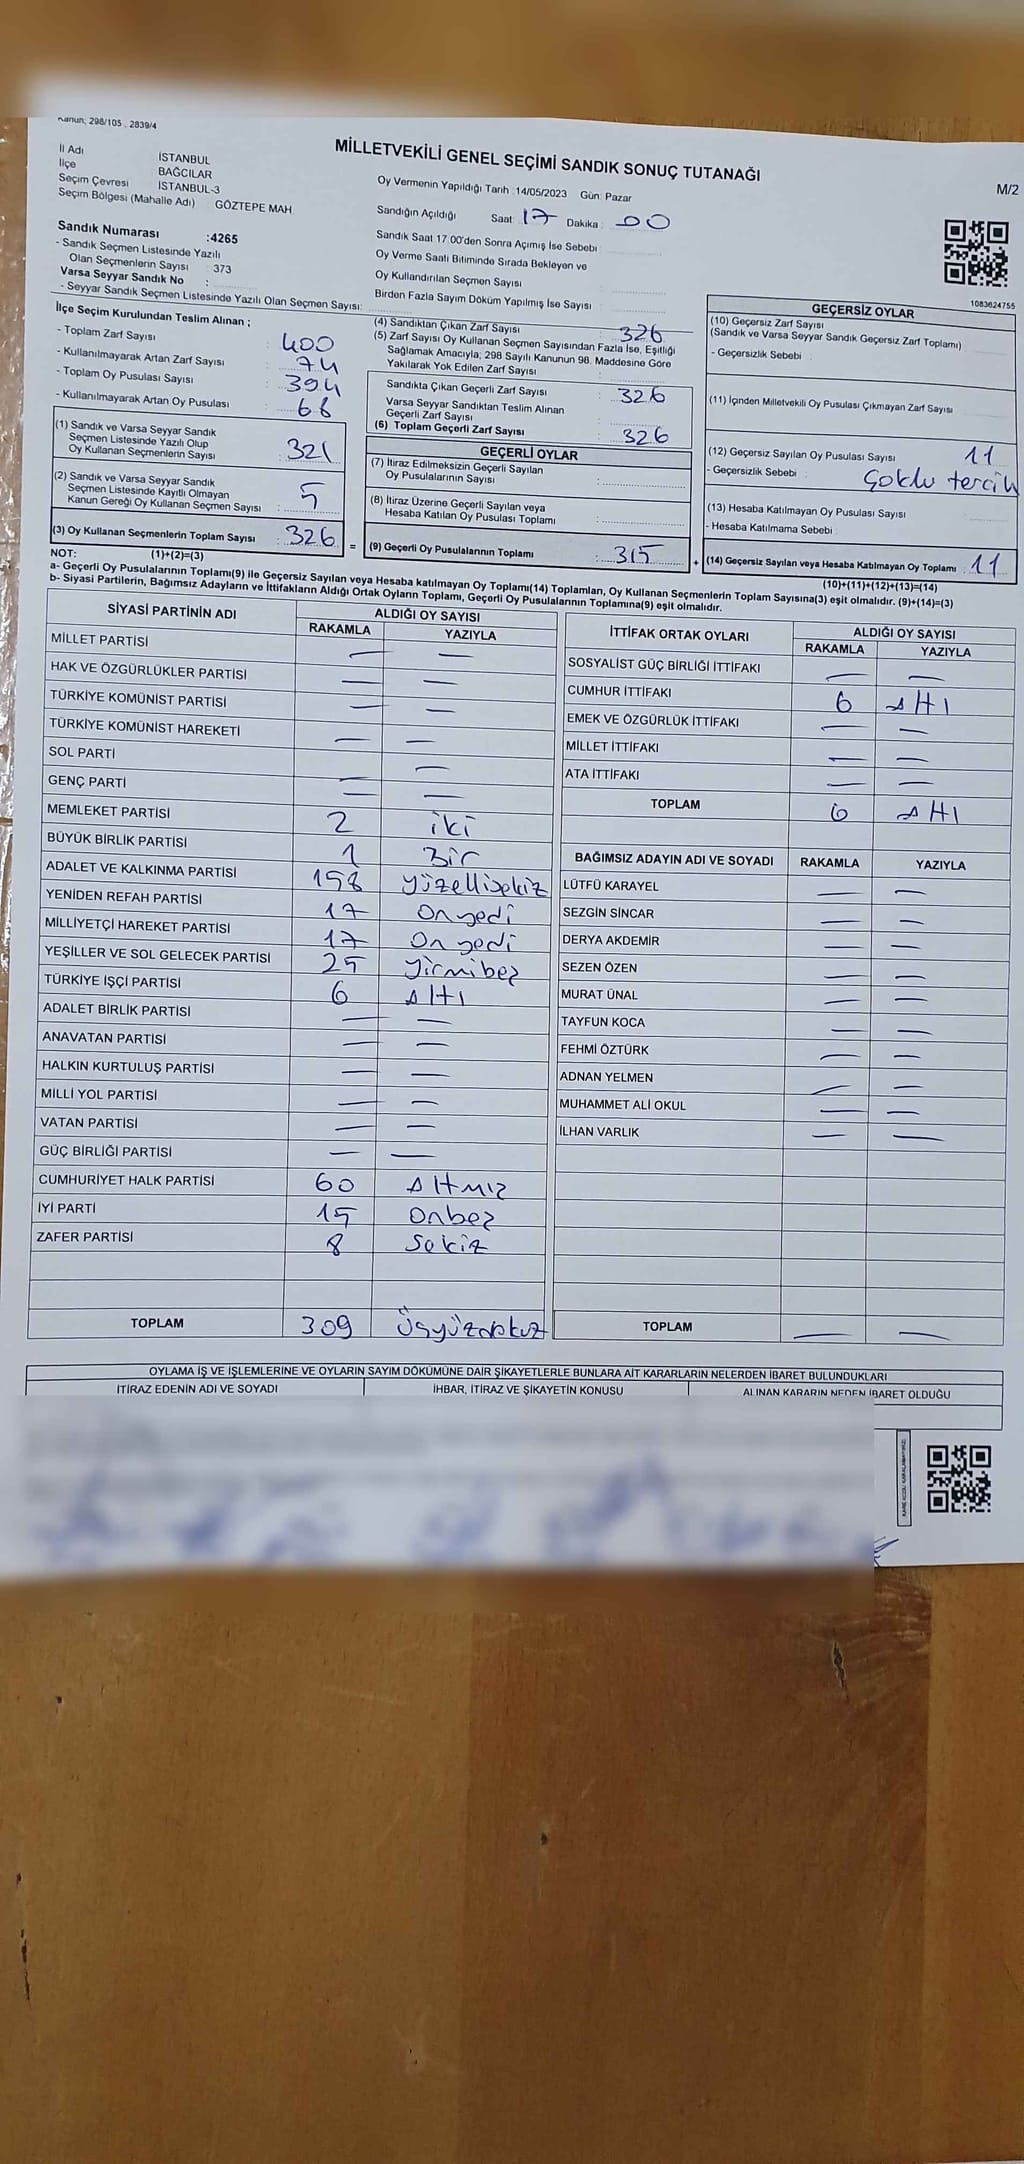 Kanun; 298/105 , 2839/4
MİLLETVEKİLİ GENEL SEÇİMİ SANDIK SONUÇ TUTANAĞI
M/2
İl Adı İSTANBUL
İlçe BAĞCILAR
Seçim Çevresi İSTANBUL-3
Seçim Bölgesi (Mahalle Adı) GÖZTEPE MAH
Sandık Numarası :4265
- Sandık Seçmen Listesinde Yazılı
Olan Seçmenlerin Sayısı : 373
Varsa Seyyar Sandık No :
- Seyyar Sandık Seçmen Listesinde Yazılı Olan Seçmen Sayısı:
Oy Vermenin Yapıldığı Tarih :14/05/2023 Gün: Pazar
Sandığın Açıldığı Saat: 17 Dakika : 00
Sandık Saat 17.00'den Sonra Açımış İse Sebebi :
Oy Verme Saati Bitiminde Sırada Bekleyen ve
Oy Kullandırılan Seçmen Sayısı :
Birden Fazla Sayım Döküm Yapılmış İse Sayısı :
1083624755
İlçe Seçim Kurulundan Teslim Alınan ;
- Toplam Zarf Sayısı : 400
- Kullanılmayarak Artan Zarf Sayısı : 74
- Toplam Oy Pusulası Sayısı : 394
- Kullanılmayarak Artan Oy Pusulası : 68
(1) Sandık ve Varsa Seyyar Sandık
Seçmen Listesinde Yazılı Olup
Oy Kullanan Seçmenlerin Sayısı : 321
(2) Sandık ve Varsa Seyyar Sandık
Seçmen Listesinde Kayıtlı Olmayan
Kanun Gereği Oy Kullanan Seçmen Sayısı : 5
(3) Oy Kullanan Seçmenlerin Toplam Sayısı : 326 =
(4) Sandıktan Çıkan Zarf Sayısı : 326
(5) Zarf Sayısı Oy Kullanan Seçmen Sayısından Fazla İse, Eşitliği
Sağlamak Amacıyla, 298 Sayılı Kanunun 98. Maddesine Göre
Yakılarak Yok Edilen Zarf Sayısı :
Sandıkta Çıkan Geçerli Zarf Sayısı : 326
Varsa Seyyar Sandıktan Teslim Alınan
Geçerli Zarf Sayısı :
(6) Toplam Geçerli Zarf Sayısı : 326
GEÇERLİ OYLAR
(7) İtiraz Edilmeksizin Geçerli Sayılan
Oy Pusulalarının Sayısı :
(8) İtiraz Üzerine Geçerli Sayılan veya
Hesaba Katılan Oy Pusulası Toplamı :
(9) Geçerli Oy Pusulalarının Toplamı : 315 +
GEÇERSİZ OYLAR
(10) Geçersiz Zarf Sayısı
(Sandık ve Varsa Seyyar Sandık Geçersiz Zarf Toplamı) :
- Geçersizlik Sebebi :
(11) İçinden Milletvekili Oy Pusulası Çıkmayan Zarf Sayısı
(12) Geçersiz Sayılan Oy Pusulası Sayısı : 11
- Geçersizlik Sebebi : Çoklu tercih
(13) Hesaba Katılmayan Oy Pusulası Sayısı
- Hesaba Katılmama Sebebi :
(14) Geçersiz Sayılan veya Hesaba Katılmayan Oy Toplamı : 11
NOT: (1)+(2)=(3)
(10)+(11)+(12)+(13)=(14)
a- Geçerli Oy Pusulalarının Toplamı(9) ile Geçersiz Sayılan veya Hesaba katılmayan Oy Toplamı(14) Toplamları, Oy Kullanan Seçmenlerin Toplam Sayısına(3) eşit olmalıdır. (9)+(14)=(3)
b- Siyasi Partilerin, Bağımsız Adayların ve İttifakların Aldığı Ortak Oyların Toplamı, Geçerli Oy Pusulalarının Toplamına(9) eşit olmalıdır.
SİYASİ PARTİNİN ADI ALDIĞI OY SAYISI
RAKAMLA YAZIYLA
MİLLET PARTİSİ — —
HAK VE ÖZGÜRLÜKLER PARTİSİ — —
TÜRKİYE KOMÜNİST PARTİSİ — —
TÜRKİYE KOMÜNİST HAREKETİ — —
SOL PARTİ — —
GENÇ PARTİ — —
MEMLEKET PARTİSİ 2 iki
BÜYÜK BİRLİK PARTİSİ 1 Bir
ADALET VE KALKINMA PARTİSİ 158 yüzellisekiz
YENİDEN REFAH PARTİSİ 17 Onyedi
MİLLİYETÇİ HAREKET PARTİSİ 17 On yedi
YEŞİLLER VE SOL GELECEK PARTİSİ 25 yirmibeş
TÜRKİYE İŞÇİ PARTİSİ 6 Altı
ADALET BİRLİK PARTİSİ — —
ANAVATAN PARTİSİ — —
HALKIN KURTULUŞ PARTİSİ — —
MİLLİ YOL PARTİSİ — —
VATAN PARTİSİ — —
GÜÇ BİRLİĞİ PARTİSİ — —
CUMHURİYET HALK PARTİSİ 60 Altmış
İYİ PARTİ 15 Onbeş
ZAFER PARTİSİ 8 Sekiz
TOPLAM 309 Üçyüzdokuz
İTTİFAK ORTAK OYLARI ALDIĞI OY SAYISI
RAKAMLA YAZIYLA
SOSYALİST GÜÇ BİRLİĞİ İTTİFAKI — —
CUMHUR İTTİFAKI 6 Altı
EMEK VE ÖZGÜRLÜK İTTİFAKI — —
MİLLET İTTİFAKI — —
ATA İTTİFAKI — —
TOPLAM 6 Altı
BAĞIMSIZ ADAYIN ADI VE SOYADI RAKAMLA YAZIYLA
LÜTFÜ KARAYEL — —
SEZGİN SİNCAR — —
DERYA AKDEMİR — —
SEZEN ÖZEN — —
MURAT ÜNAL — —
TAYFUN KOCA — —
FEHMİ ÖZTÜRK — —
ADNAN YELMEN — —
MUHAMMET ALİ OKUL — —
İLHAN VARLIK — —
TOPLAM — —
OYLAMA İŞ VE İŞLEMLERİNE VE OYLARIN SAYIM DÖKÜMÜNE DAİR ŞİKAYETLERLE BUNLARA AİT KARARLARIN NELERDEN İBARET BULUNDUKLARI
İTİRAZ EDENİN ADI VE SOYADI İHBAR, İTİRAZ VE ŞİKAYETİN KONUSU ALINAN KARARIN NEDEN İBARET OLDUĞU